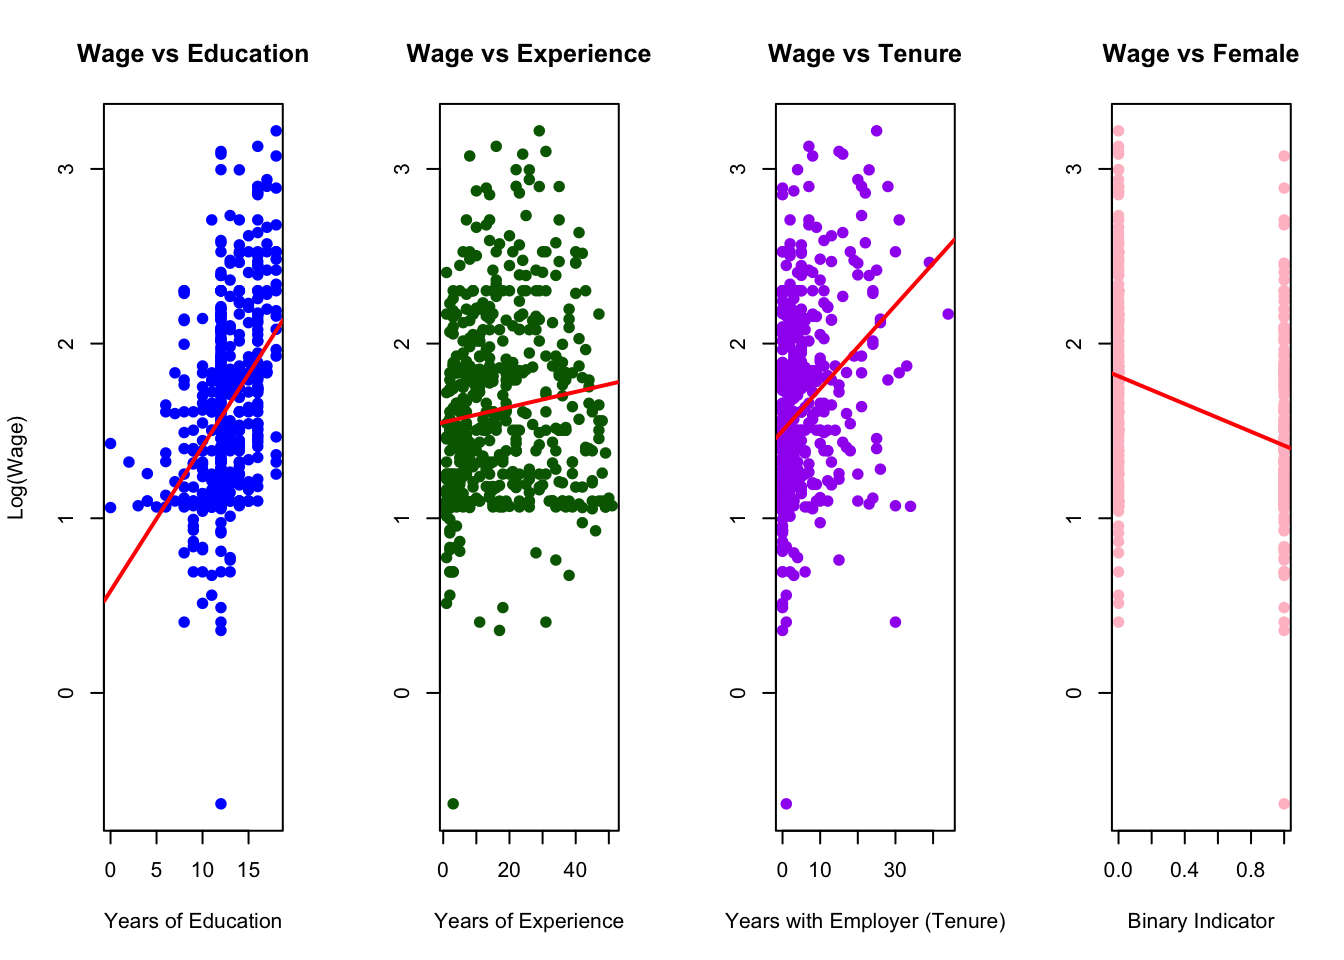 Wage vs Education
Log(Wage)
3
2
1
0
0 5 10 15
Years of Education
Wage vs Experience
3
2
1
0
0 20 40
Years of Experience
Wage vs Tenure
3
2
1
0
0 10 30
Years with Employer (Tenure)
Wage vs Female
3
2
1
0
0.0 0.4 0.8
Binary Indicator